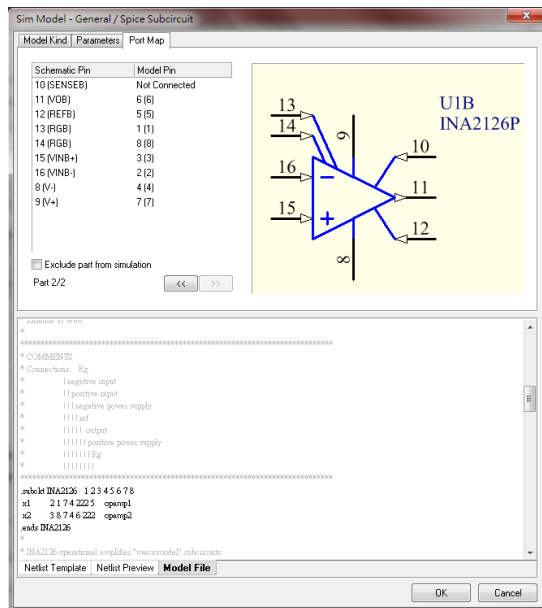 Sim Model - General / Spice Subcircuit
Model Kind
Parameters
Port Map
Schematic Pin Model Pin
10 (SENSEB) Not Connected
11 (VOB) 6 (6)
12 (REFB) 5 (5)
13 (RGB) 1 (1)
14 (RGB) 8 (8)
15 (VINB+) 3 (3)
16 (VINB-) 2 (2)
8 (V-) 4 (4)
9 (V+) 7 (7)
Exclude part from simulation
Part 2/2
<<
>>
13
14
16
15
9
8
10
11
12
U1B
INA2126P
*
******************************************************************
* COMMENTS
* Connections: Rg
* | negative input
* | | positive input
* | | | negative power supply
* | | | | ref
* | | | | | output
* | | | | | | positive power supply
* | | | | | | | Rg
* | | | | | | | |
******************************************************************
.subckt INA2126 1 2 3 4 5 6 7 8
x1 2 1 7 4 222 5 opamp1
x2 3 8 7 4 6 222 opamp2
.ends INA2126
*
* INA2126 operational amplifier "macromodel" subcircuits:
Netlist Template
Netlist Preview
Model File
OK
Cancel